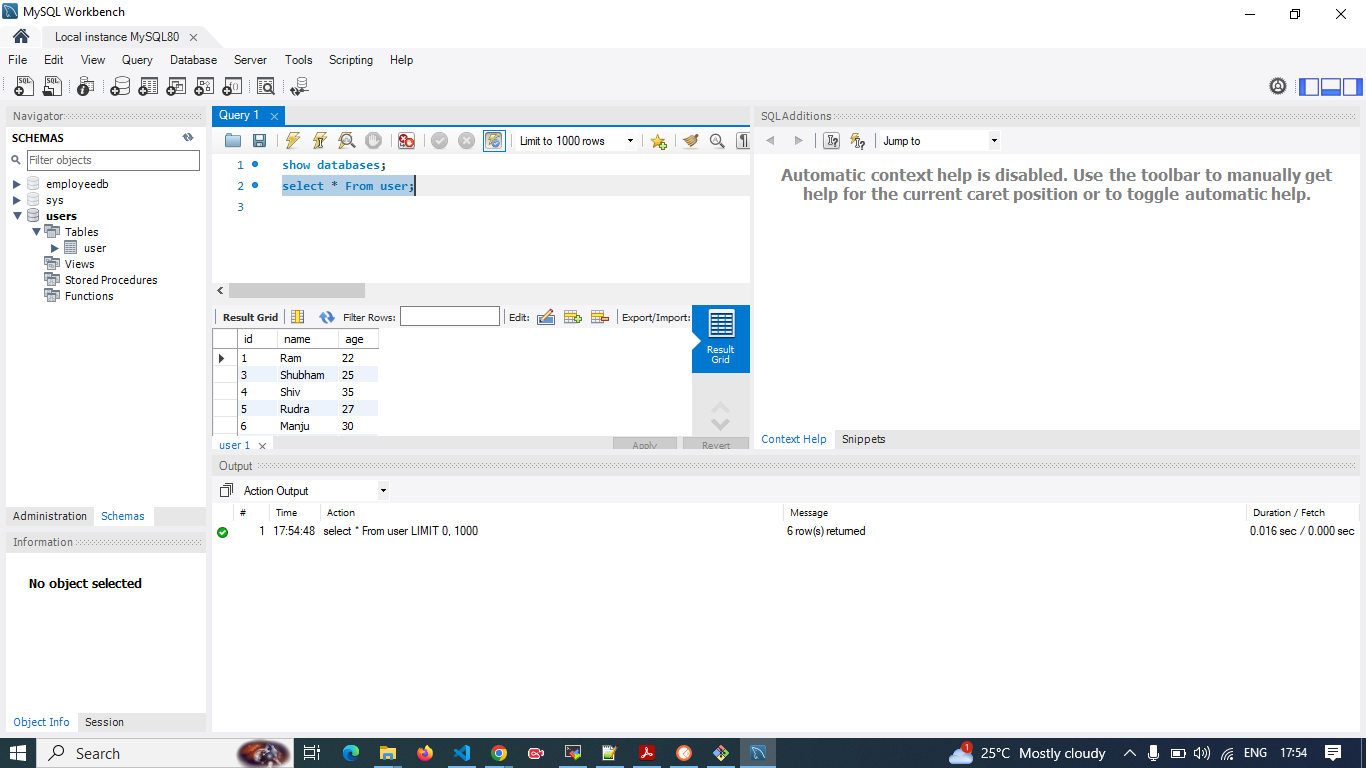 MySQL Workbench
Local instance MySQL80
File Edit View Query Database Server Tools Scripting Help
Navigator
SCHEMAS
Filter objects
employeedb
sys
users
Tables
user
Views
Stored Procedures
Functions
Administration Schemas
Information
No object selected
Object Info Session
Query 1
Limit to 1000 rows
1 show databases;
2 select * From user;
3
Result Grid Filter Rows: Edit: Export/Import:
id name age
1 Ram 22
3 Shubham 25
4 Shiv 35
5 Rudra 27
6 Manju 30
Result
Grid
user 1 Apply Revert
SQLAdditions
Jump to
Automatic context help is disabled. Use the toolbar to manually get
help for the current caret position or to toggle automatic help.
Context Help Snippets
Output
Action Output
# Time Action Message Duration / Fetch
1 17:54:48 select * From user LIMIT 0, 1000 6 row(s) returned 0.016 sec / 0.000 sec
Search 1 25°C Mostly cloudy ENG 17:54